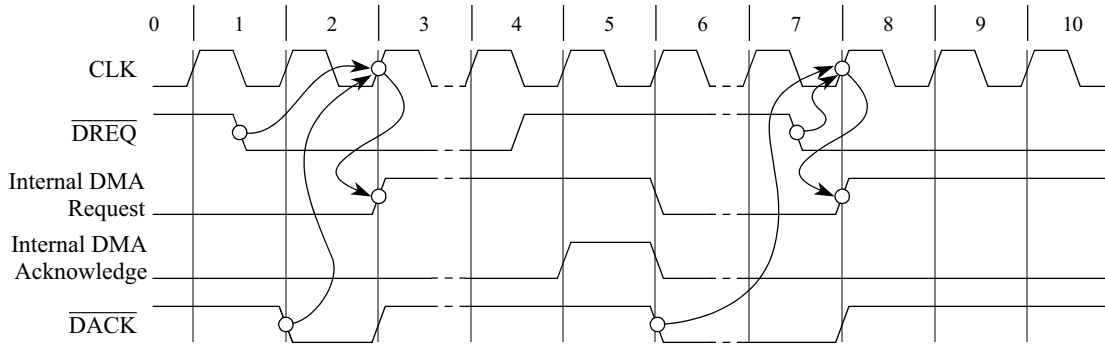 0 1 2 3 4 5 6 7 8 9 10
CLK
DREQ
Internal DMA
Request
Internal DMA
Acknowledge
DACK